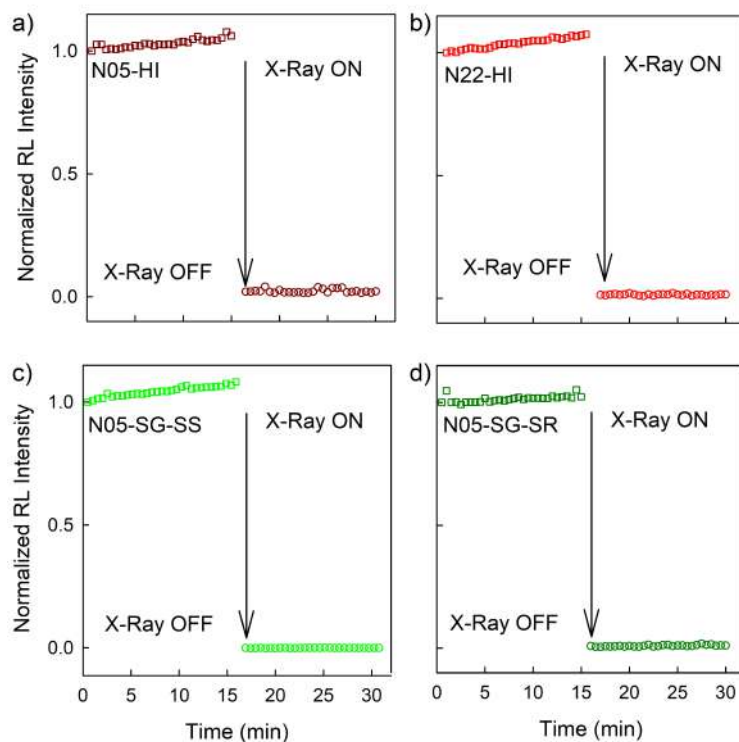 a)
Normalized RL Intensity
1.0
0.5
0.0
N05-HI
X-Ray ON
X-Ray OFF
b)
N22-HI
X-Ray ON
X-Ray OFF
c)
Normalized RL Intensity
1.0
0.5
0.0
N05-SG-SS
X-Ray ON
X-Ray OFF
0 5 10 15 20 25 30
Time (min)
d)
N05-SG-SR
X-Ray ON
X-Ray OFF
0 5 10 15 20 25 30
Time (min)